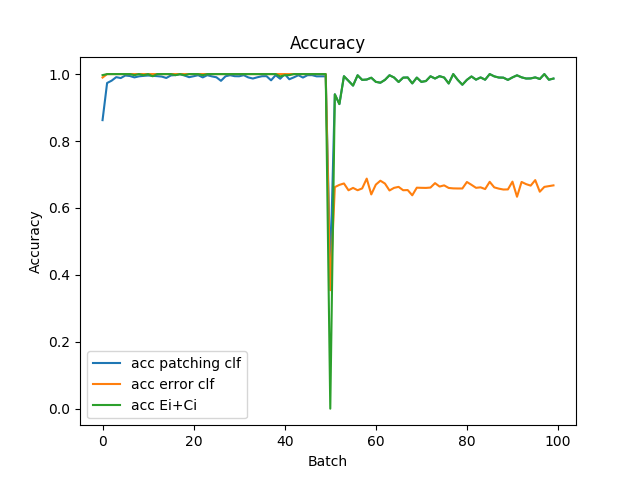 Accuracy
1.0
0.8
0.6
0.4
0.2
0.0
Accuracy
acc patching clf
acc error clf
acc Ei+Ci
0 20 40 60 80 100
Batch